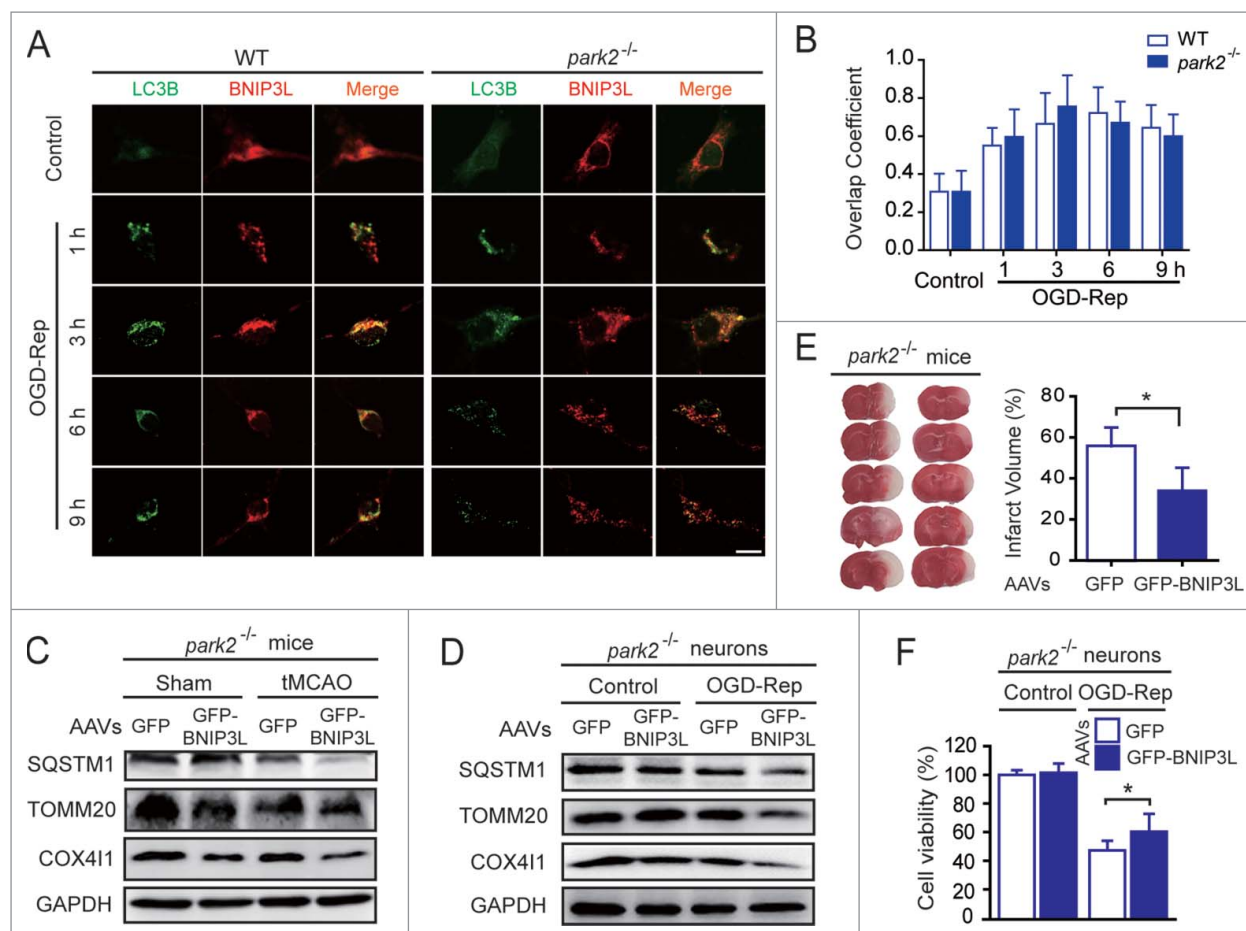 A
WT park2 -/-
LC3B BNIP3L Merge LC3B BNIP3L Merge
Control
OGD-Rep
1 h
3 h
6 h
9 h
B
WT
park2 -/-
Overlap Coefficient
1.0
0.8
0.6
0.4
0.2
0.0
Control 1 3 6 9 h
OGD-Rep
E
park2 -/- mice
Infarct Volume (%)
80
60
40
20
0
*
AAVs GFP GFP-BNIP3L
C
park2 -/- mice
Sham tMCAO
AAVs GFP GFP-BNIP3L GFP GFP-BNIP3L
SQSTM1
TOMM20
COX4I1
GAPDH
D
park2 -/- neurons
Control OGD-Rep
AAVs GFP GFP-BNIP3L GFP GFP-BNIP3L
SQSTM1
TOMM20
COX4I1
GAPDH
F
park2 -/- neurons
Control OGD-Rep
AAVs
GFP
GFP-BNIP3L
Cell viability (%)
120
100
80
60
40
20
0
*